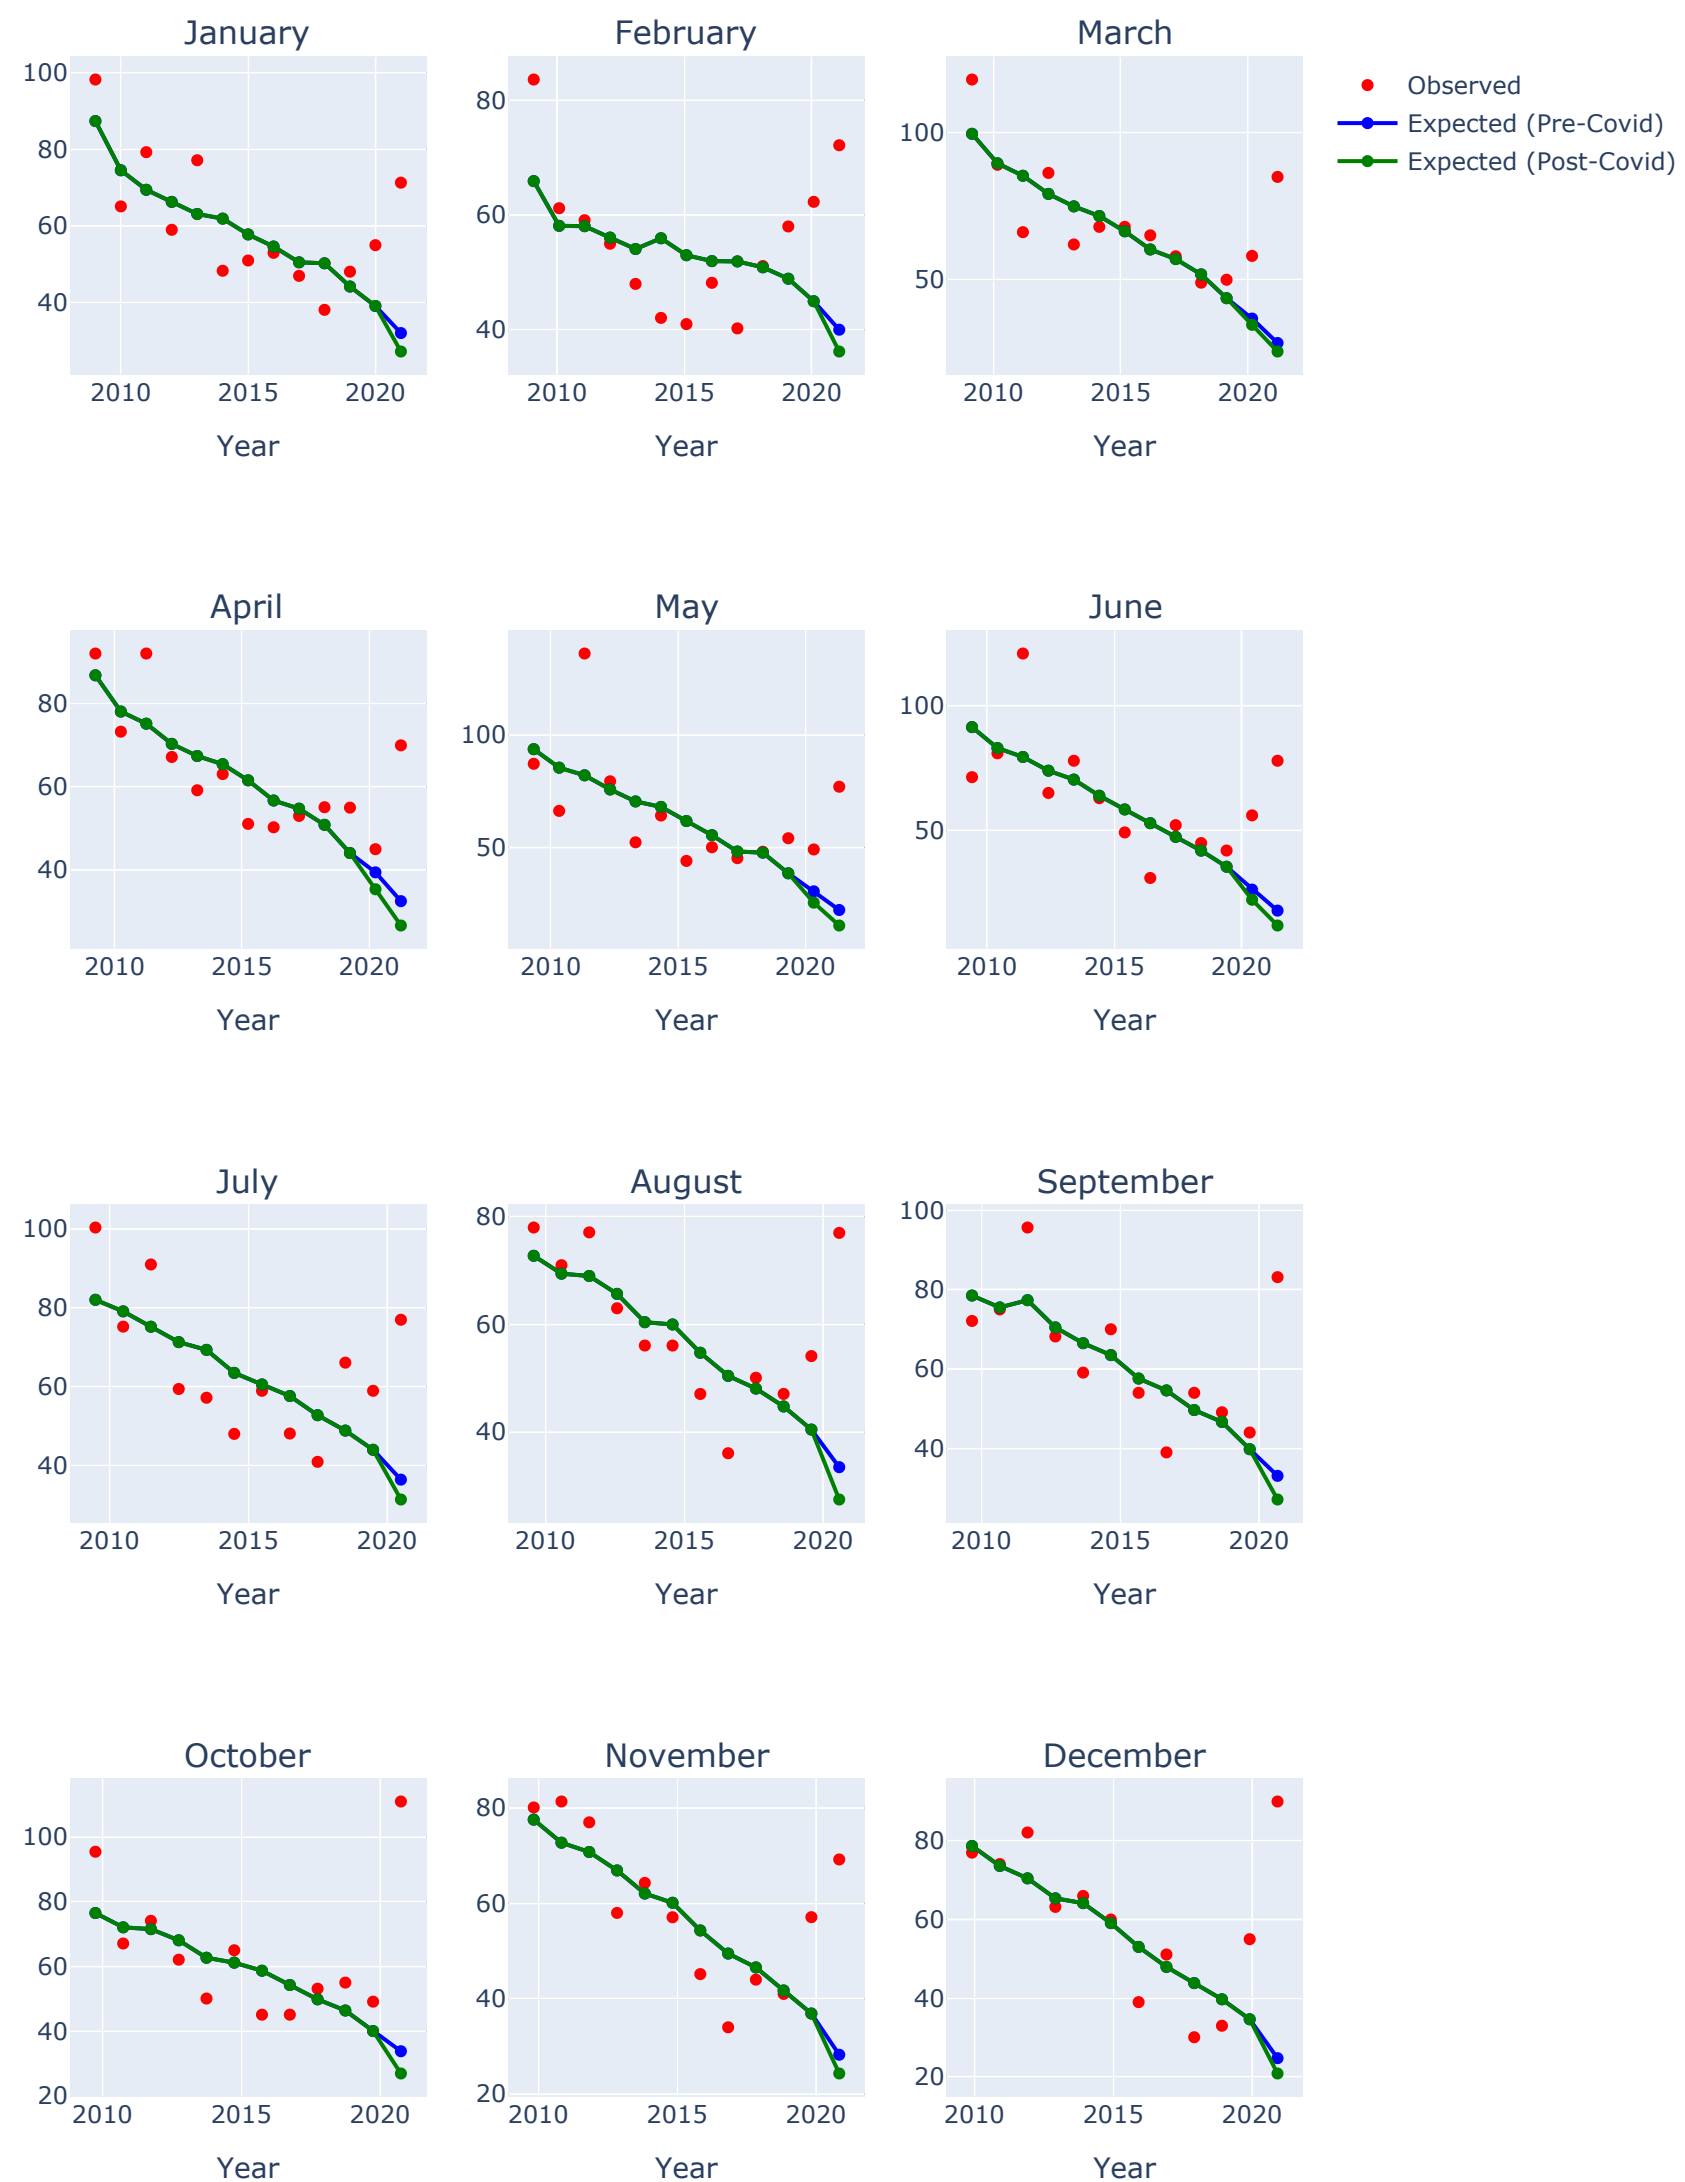 January
February
March
100
80
60
40
80
60
40
100
50
Observed
Expected (Pre-Covid)
Expected (Post-Covid)
2010 2015 2020
2010 2015 2020
2010 2015 2020
Year
Year
Year
April
May
June
80
60
40
100
50
100
50
2010 2015 2020
2010 2015 2020
2010 2015 2020
Year
Year
Year
July
August
September
100
80
60
40
80
60
40
100
80
60
40
2010 2015 2020
2010 2015 2020
2010 2015 2020
Year
Year
Year
October
November
December
100
80
60
40
20
80
60
40
20
80
60
40
20
2010 2015 2020
2010 2015 2020
2010 2015 2020
Year
Year
Year